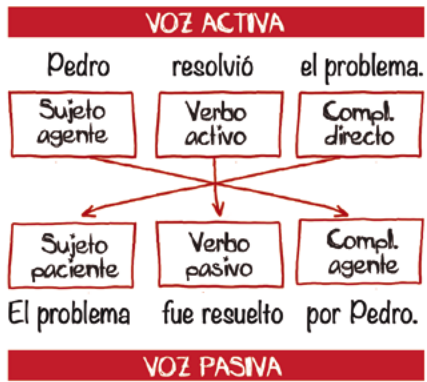 VOZ ACTIVA
Pedro resolvió el problema.
Sujeto Verbo Compl.
agente activo directo
Sujeto Verbo Compl.
paciente pasivo agente
El problema fue resuelto por Pedro.
VOZ PASIVA